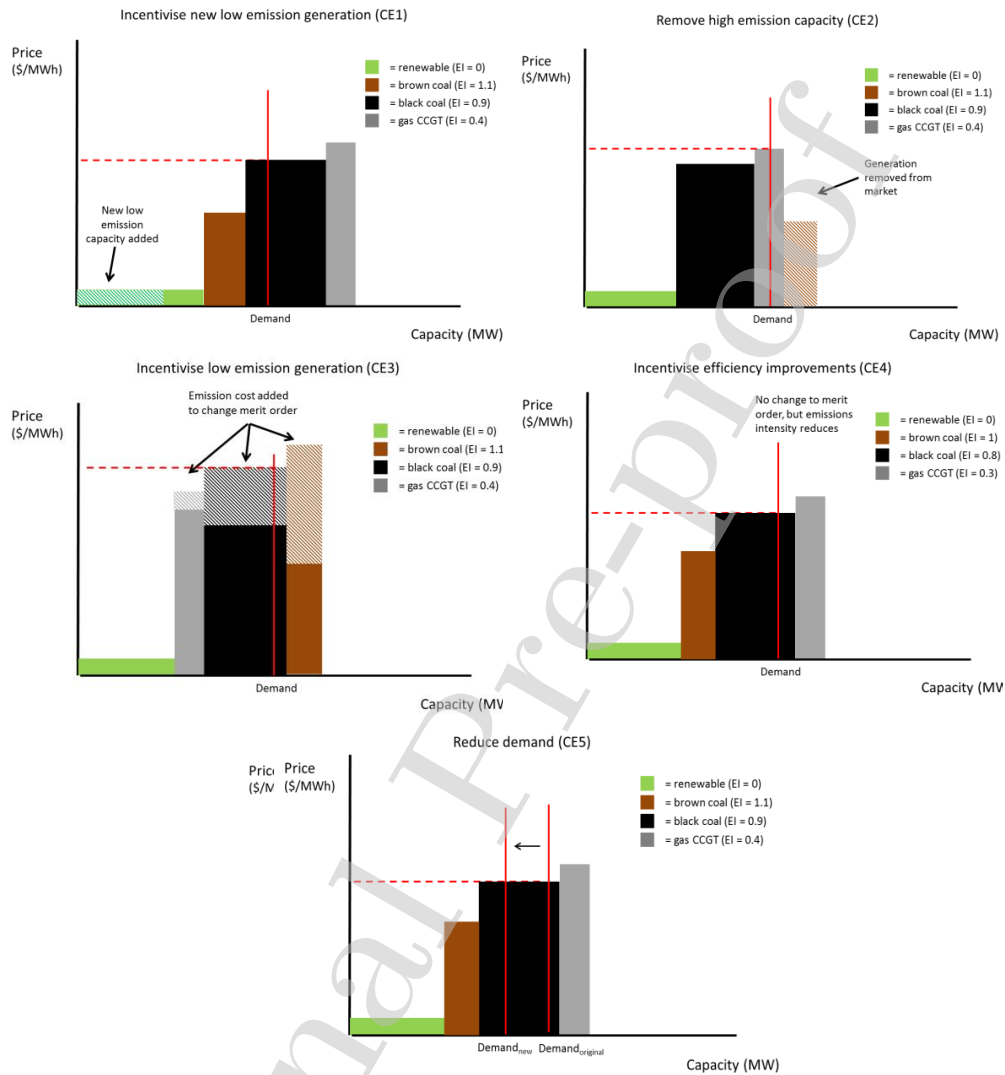 Incentivise new low emission generation (CE1)
Price
($/MWh)
= renewable (EI = 0)
= brown coal (EI = 1.1)
= black coal (EI = 0.9)
= gas CCGT (EI = 0.4)
New low
emission
capacity added
Demand
Capacity (MW)
Remove high emission capacity (CE2)
Price
($/MWh)
= renewable (EI = 0)
= brown coal (EI = 1.1)
= black coal (EI = 0.9)
= gas CCGT (EI = 0.4)
Generation
removed from
market
Demand
Capacity (MW)
Incentivise low emission generation (CE3)
Price
($/MWh)
Emission cost added
to change merit order
= renewable (EI = 0)
= brown coal (EI = 1.1
= black coal (EI = 0.9)
= gas CCGT (EI = 0.4)
Demand
Capacity (MW
Incentivise efficiency improvements (CE4)
Price
($/MWh)
No change to merit
order, but emissions
intensity reduces
= renewable (EI = 0)
= brown coal (EI = 1)
= black coal (EI = 0.8)
= gas CCGT (EI = 0.3)
Demand
Capacity (MW
Reduce demand (CE5)
Price
($/M
Price
($/MWh)
= renewable (EI = 0)
= brown coal (EI = 1.1)
= black coal (EI = 0.9)
= gas CCGT (EI = 0.4)
Demandnew Demandoriginal
Capacity (MW)
nal Pre-proof